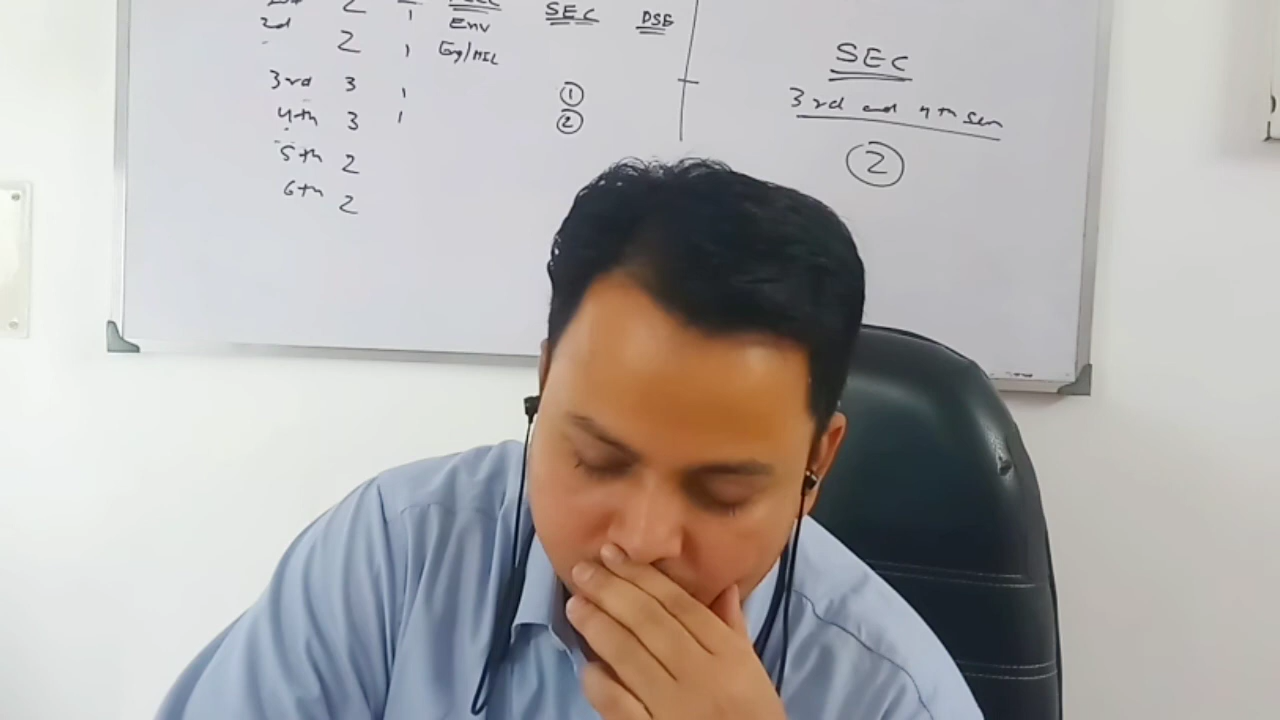 2 1 SEC DSE
2nd Env
2 1 Eng/MIL
3rd 3 1 1
4th 3 1 2
5th 2
6th 2
SEC
3rd and 4th Sem
2